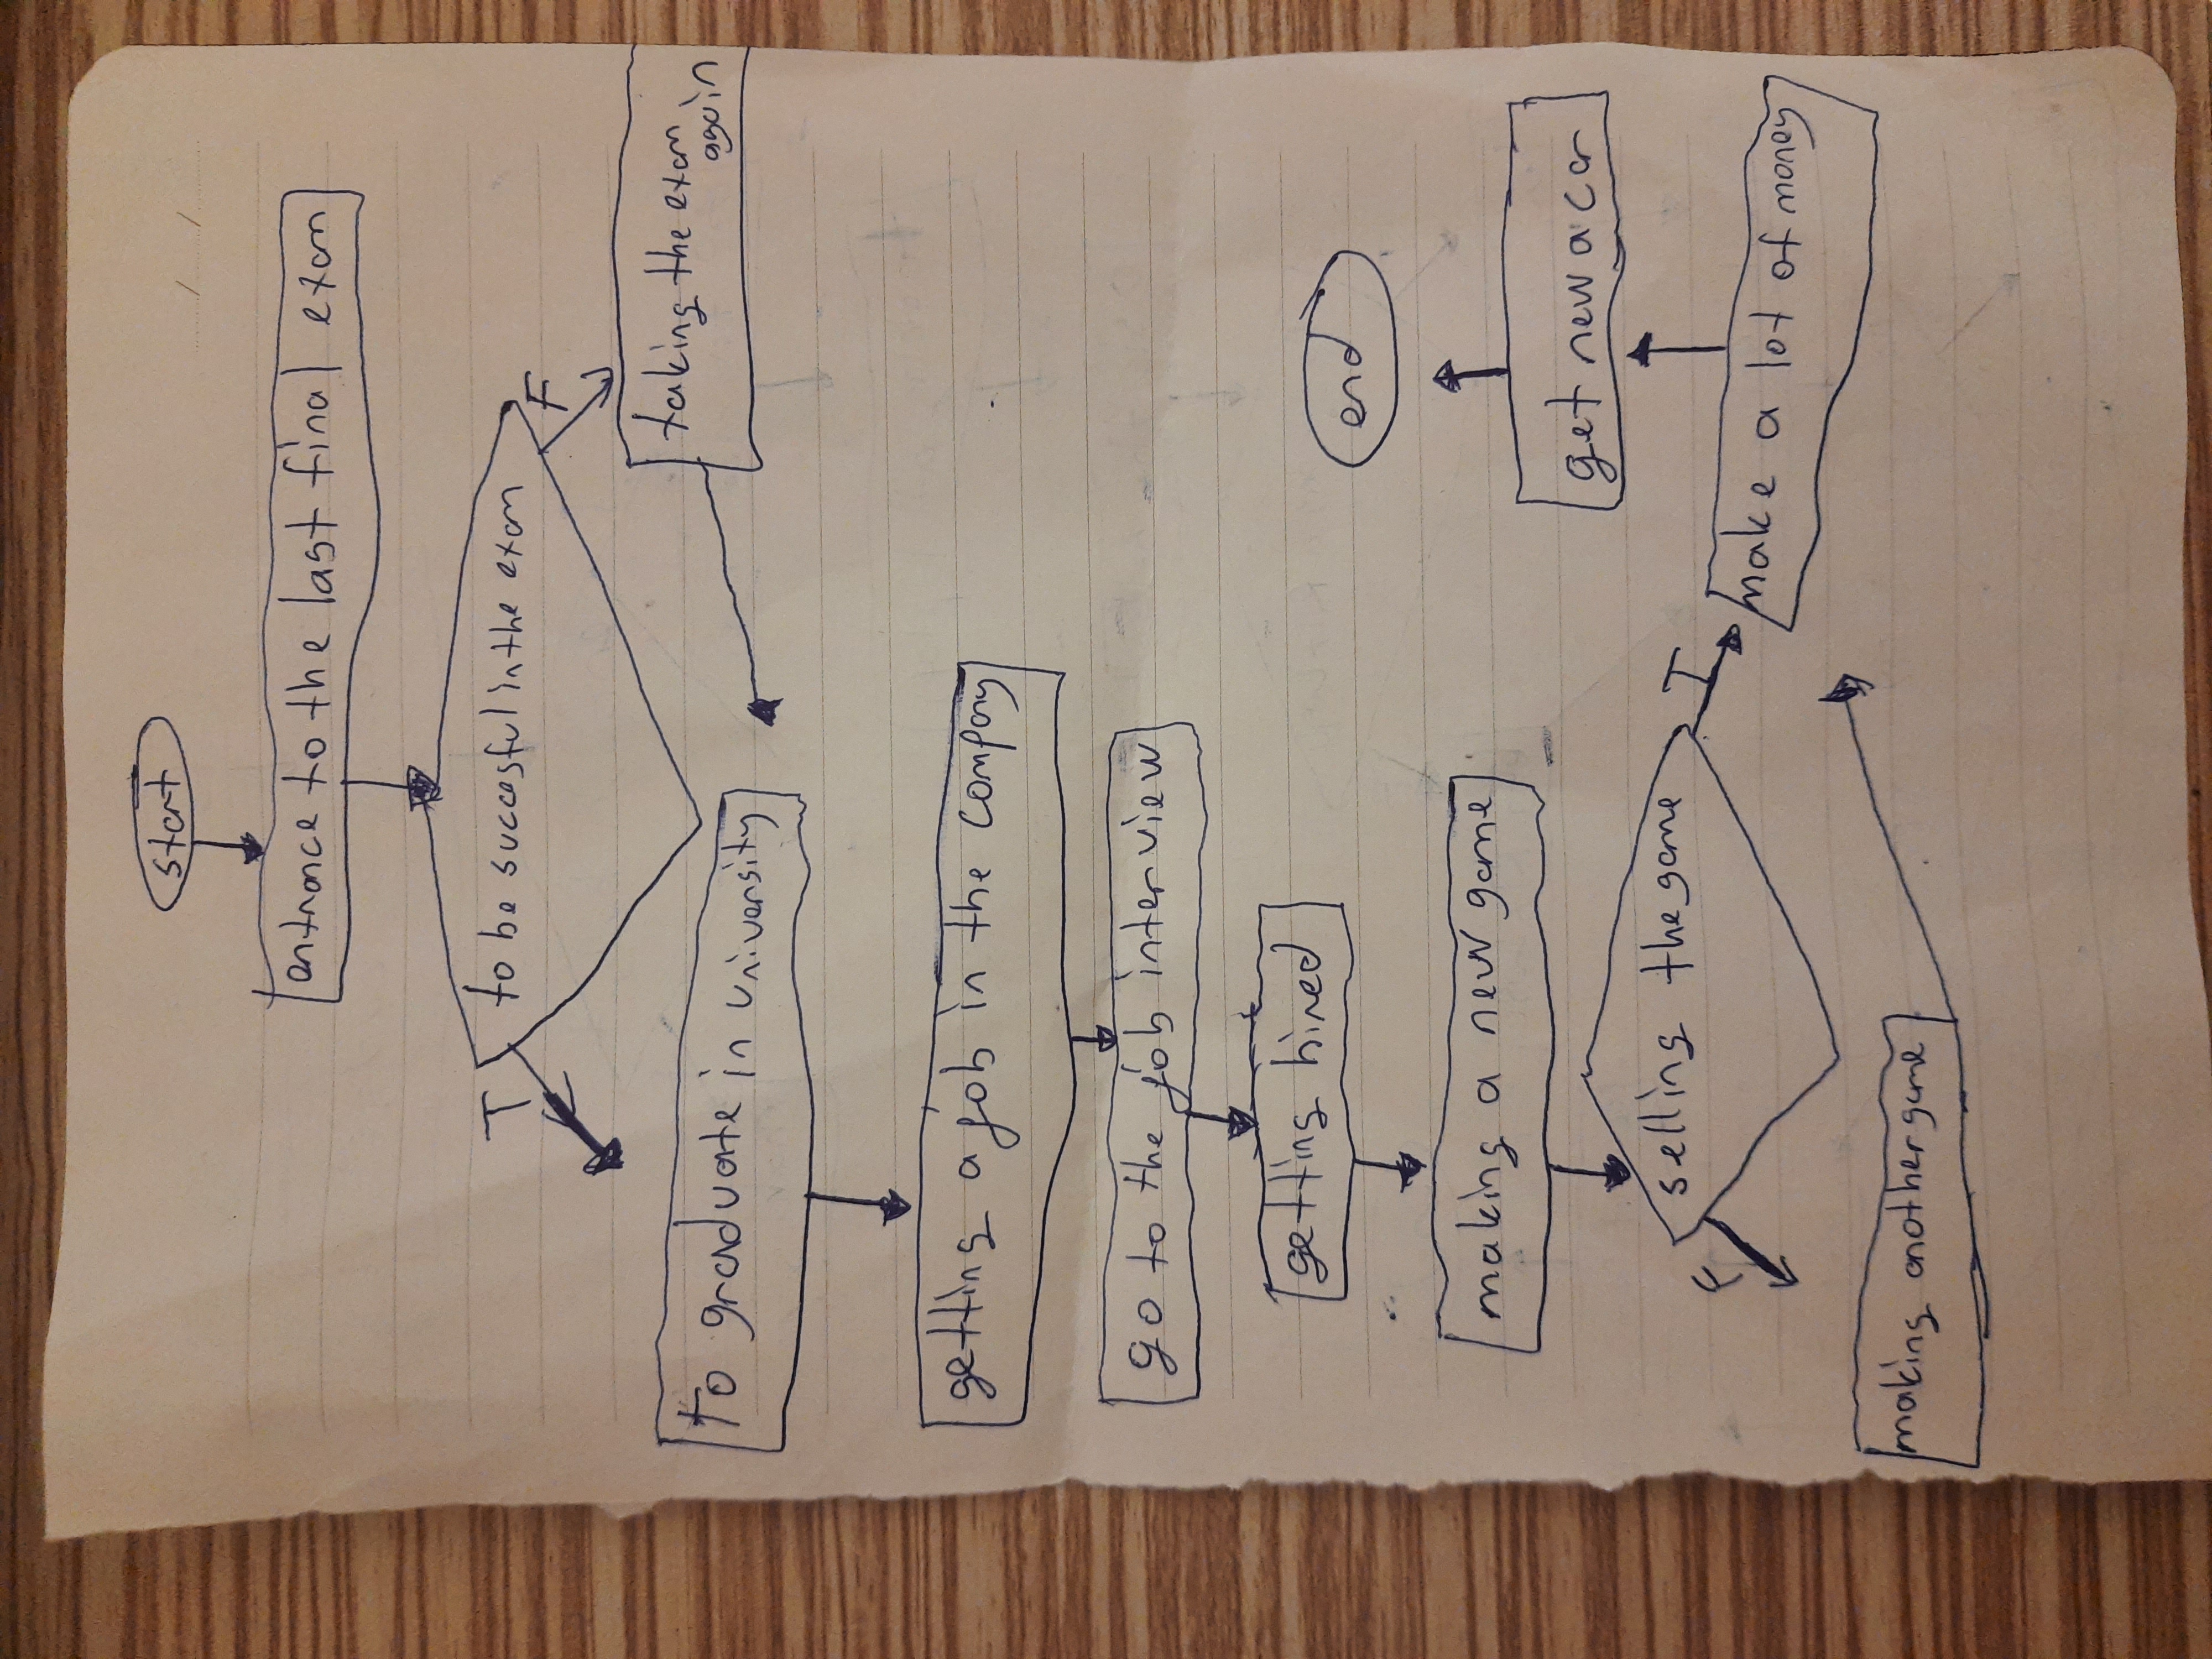 start
/ /
entrance to the last final exam
to be succesful in the exam
T
F
taking the exam
again
to graduate in university
getting a job in the company
go to the job interview
getting hired
end
making a new game
get new a car
selling the game
T
F
make a lot of money
making another game